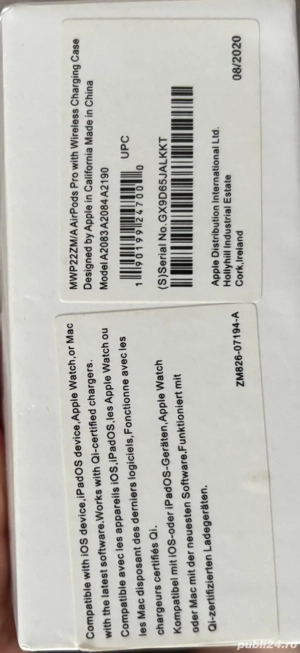 MWP22ZM/A AirPods Pro with Wireless Charging Case
Designed by Apple in California Made in China
Model A2083 A2084 A2190
UPC
1 90199 24700 0
(S)Serial No.GX9D65JALKKT
08/2020
Apple Distribution International Ltd.
Hollyhill Industrial Estate
Cork,Ireland
Compatible with iOS device,iPadOS device,Apple Watch,or Mac
with the latest software.Works with Qi-certified chargers.
Compatible avec les appareils iOS,iPadOS,les Apple Watch ou
les Mac disposant des derniers logiciels,Fonctionne avec les
chargeurs certifiés Qi.
Kompatibel mit iOS-oder iPadOS-Geräten,Apple Watch
oder Mac mit der neuesten Software.Funktioniert mit
Qi-zertifizierten Ladegeräten.
ZM826-07194-A
publi24.ro